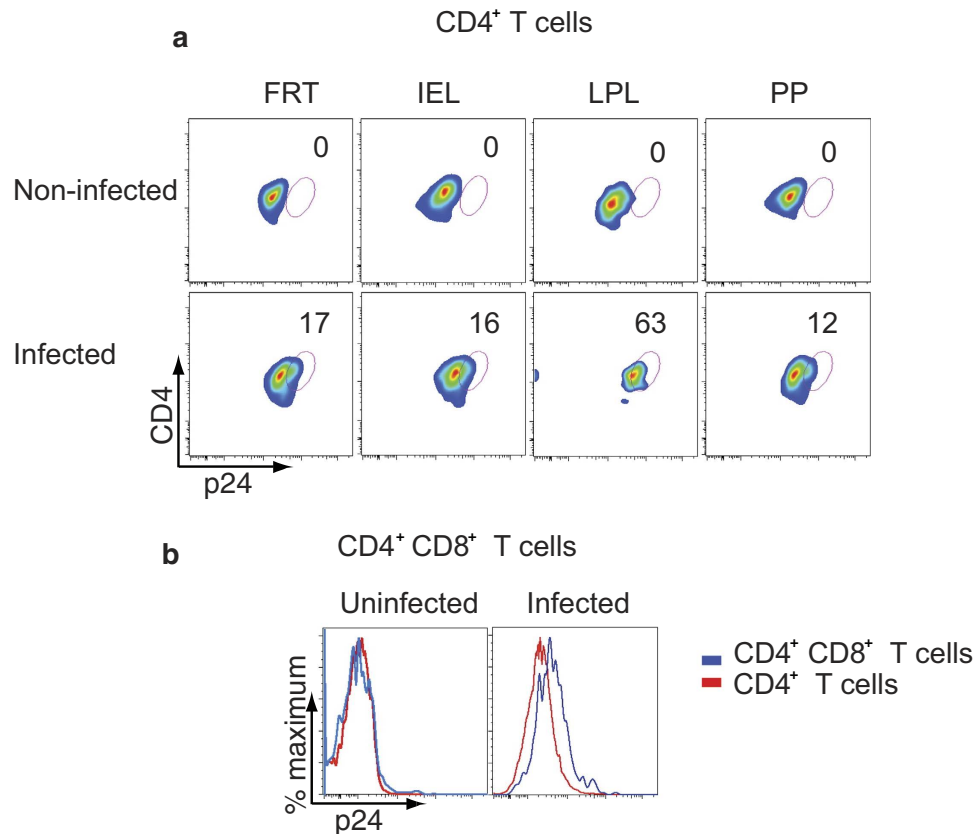 a
CD4⁺ T cells
FRT IEL LPL PP
Non-infected 0 0 0 0
Infected 17 16 63 12
CD4
p24
b
CD4⁺ CD8⁺ T cells
Uninfected Infected
CD4⁺ CD8⁺ T cells
CD4⁺ T cells
% maximum
p24